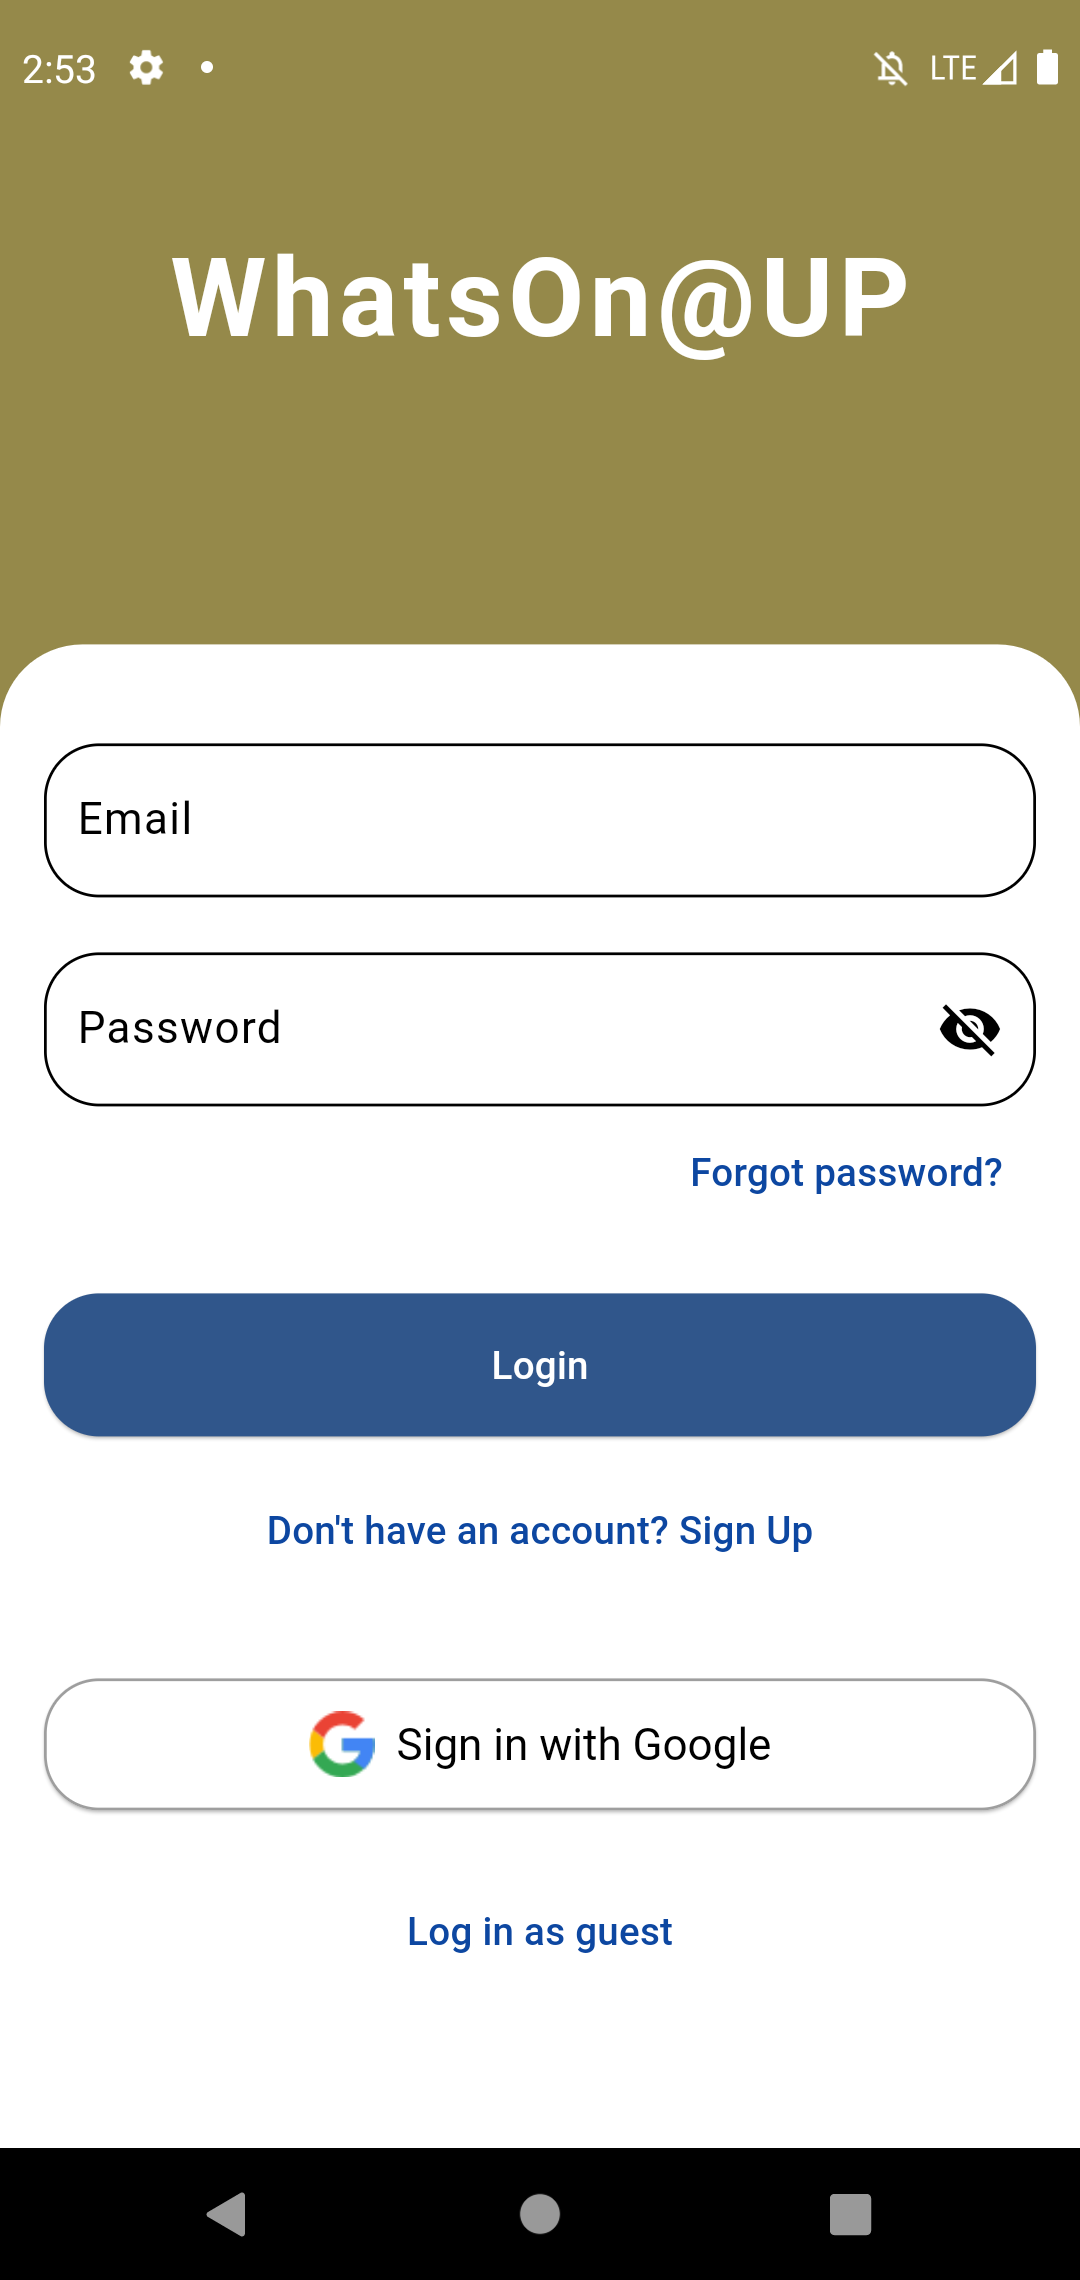 2:53 LTE
WhatsOn@UP
Email
Password
Forgot password?
Login
Don't have an account? Sign Up
Sign in with Google
Log in as guest